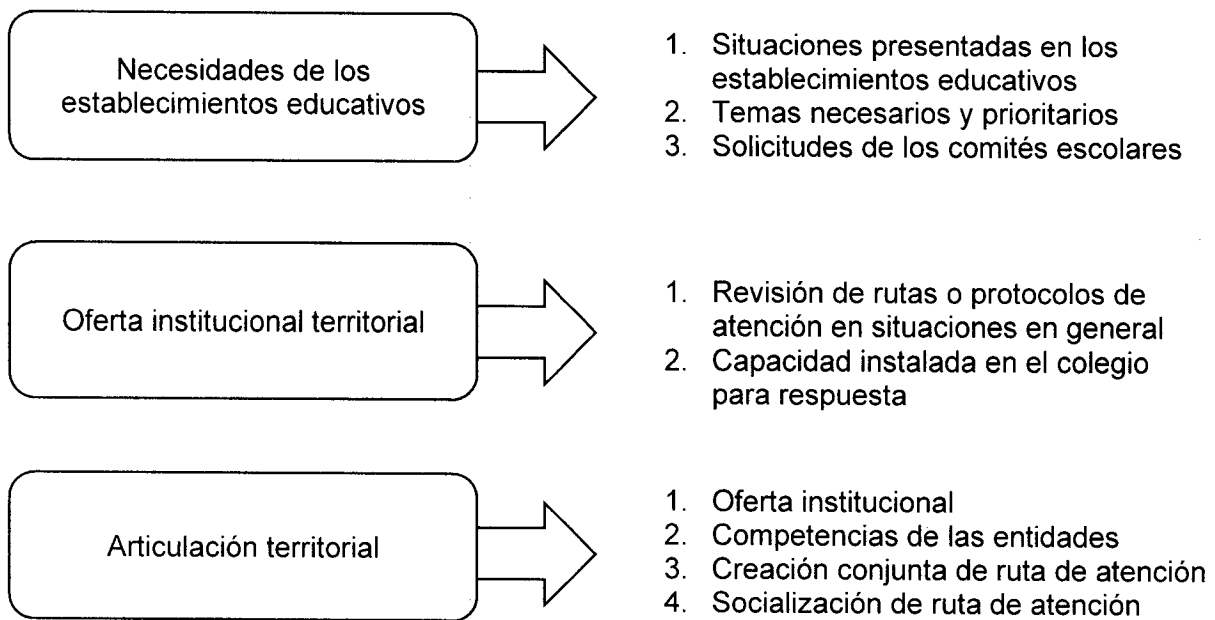 Necesidades de los
establecimientos educativos
1. Situaciones presentadas en los
establecimientos educativos
2. Temas necesarios y prioritarios
3. Solicitudes de los comités escolares
Oferta institucional territorial
1. Revisión de rutas o protocolos de
atención en situaciones en general
2. Capacidad instalada en el colegio
para respuesta
Articulación territorial
1. Oferta institucional
2. Competencias de las entidades
3. Creación conjunta de ruta de atención
4. Socialización de ruta de atención